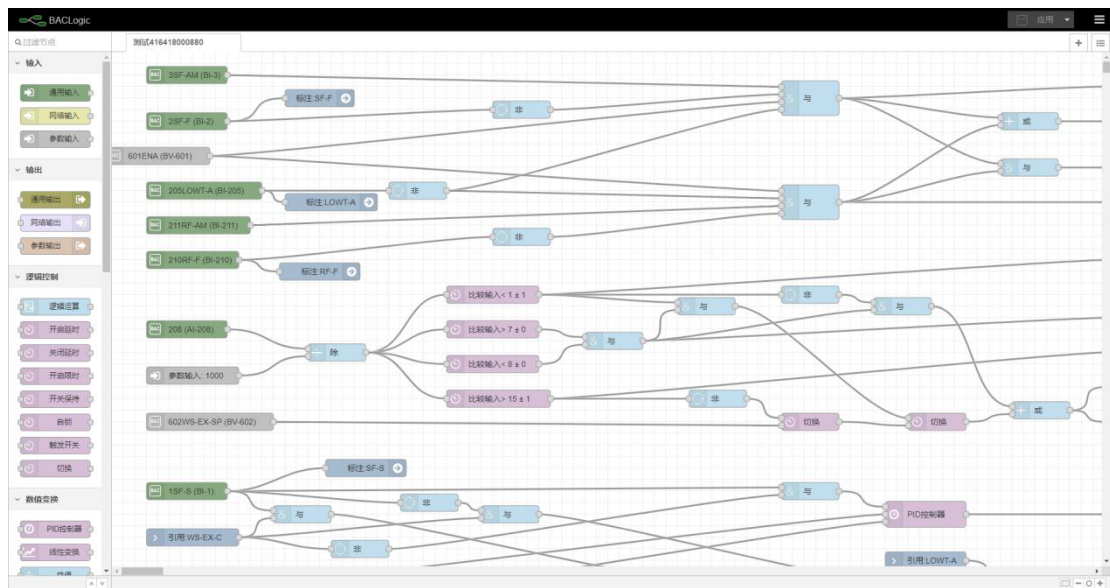 BACLogic
应用
过滤节点
测试416418000880
输入
通用输入
网络输入
参数输入
输出
通用输出
网络输出
参数输出
逻辑控制
逻辑运算
开启延时
关闭延时
开启限时
开关保持
自锁
触发开关
切换
数值变换
PID控制器
线性变换
3SF-AM (BI-3)
标注:SF-F
非
与
2SF-F (BI-2)
或
601ENA (BV-601)
与
205LOWT-A (BI-205)
非
标注:LOWT-A
与
211RF-AM (BI-211)
非
210RF-F (BI-210)
标注:RF-F
比较输入< 1 ± 1
非
与
与
208 (AI-208)
比较输入> 7 ± 0
与
除
比较输入< 8 ± 0
参数输入: 1000
比较输入> 15 ± 1
非
或
602WS-EX-SP (BV-602)
切换
切换
标注:SF-S
1SF-S (BI-1)
与
非
与
与
PID控制器
引用:WS-EX-C
非
引用:LOWT-A